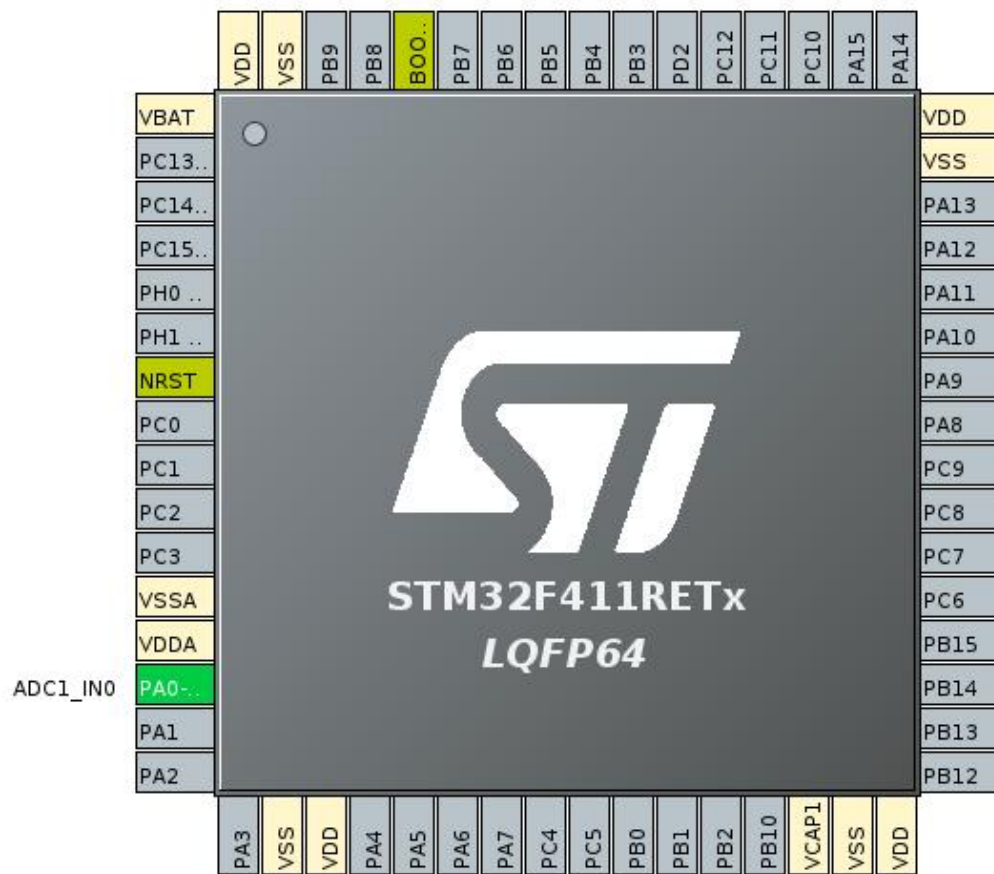 VDD
VSS
PB9
PB8
BOO..
PB7
PB6
PB5
PB4
PB3
PD2
PC12
PC11
PC10
PA15
PA14
VBAT
PC13..
PC14..
PC15..
PH0 ..
PH1 ..
NRST
PC0
PC1
PC2
PC3
VSSA
VDDA
ADC1_IN0 PA0-..
PA1
PA2
ST
STM32F411RETx
LQFP64
VDD
VSS
PA13
PA12
PA11
PA10
PA9
PA8
PC9
PC8
PC7
PC6
PB15
PB14
PB13
PB12
PA3
VSS
VDD
PA4
PA5
PA6
PA7
PC4
PC5
PB0
PB1
PB2
PB10
VCAP1
VSS
VDD